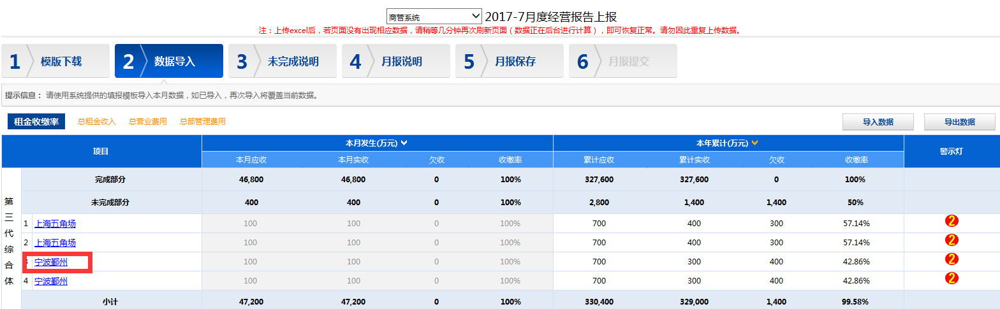 商管系统 2017-7月度经营报告上报
注：上传excel后，若页面没有出现相应数据，请稍等几分钟再次刷新页面（数据正在后台进行计算），即可恢复正常。请勿因此重复上传数据。
1 模版下载 2 数据导入 3 未完成说明 4 月报说明 5 月报保存 6 月报提交
提示信息： 请使用系统提供的填报模板导入本月数据，如已导入，再次导入将覆盖当前数据。
租金收缴率 总租金收入 总营业费用 总部管理费用 导入数据 导出数据
项目 本月发生(万元) 本年累计(万元) 警示灯
本月应收 本月实收 欠收 收缴率 累计应收 累计实收 欠收 收缴率
第三代综合体
完成部分 46,800 46,800 0 100% 327,600 327,600 0 100%
未完成部分 400 400 0 100% 2,800 1,400 1,400 50%
1 上海五角场 100 100 0 100% 700 400 300 57.14% 2
2 上海五角场 100 100 0 100% 700 400 300 57.14% 2
3 宁波鄞州 100 100 0 100% 700 300 400 42.86% 2
4 宁波鄞州 100 100 0 100% 700 300 400 42.86% 2
小计 47,200 47,200 0 100% 330,400 329,000 1,400 99.58%